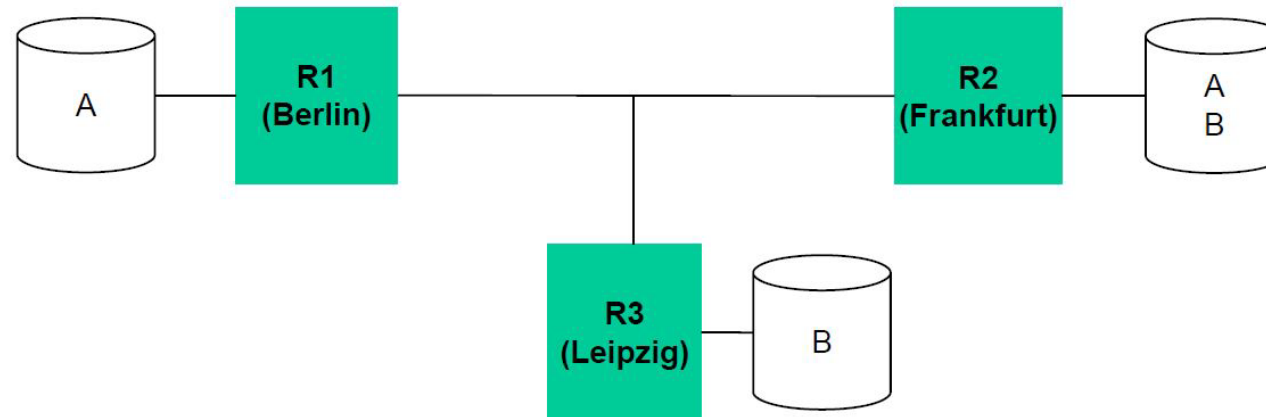 A
R1
(Berlin)
R2
(Frankfurt)
A
B
R3
(Leipzig)
B